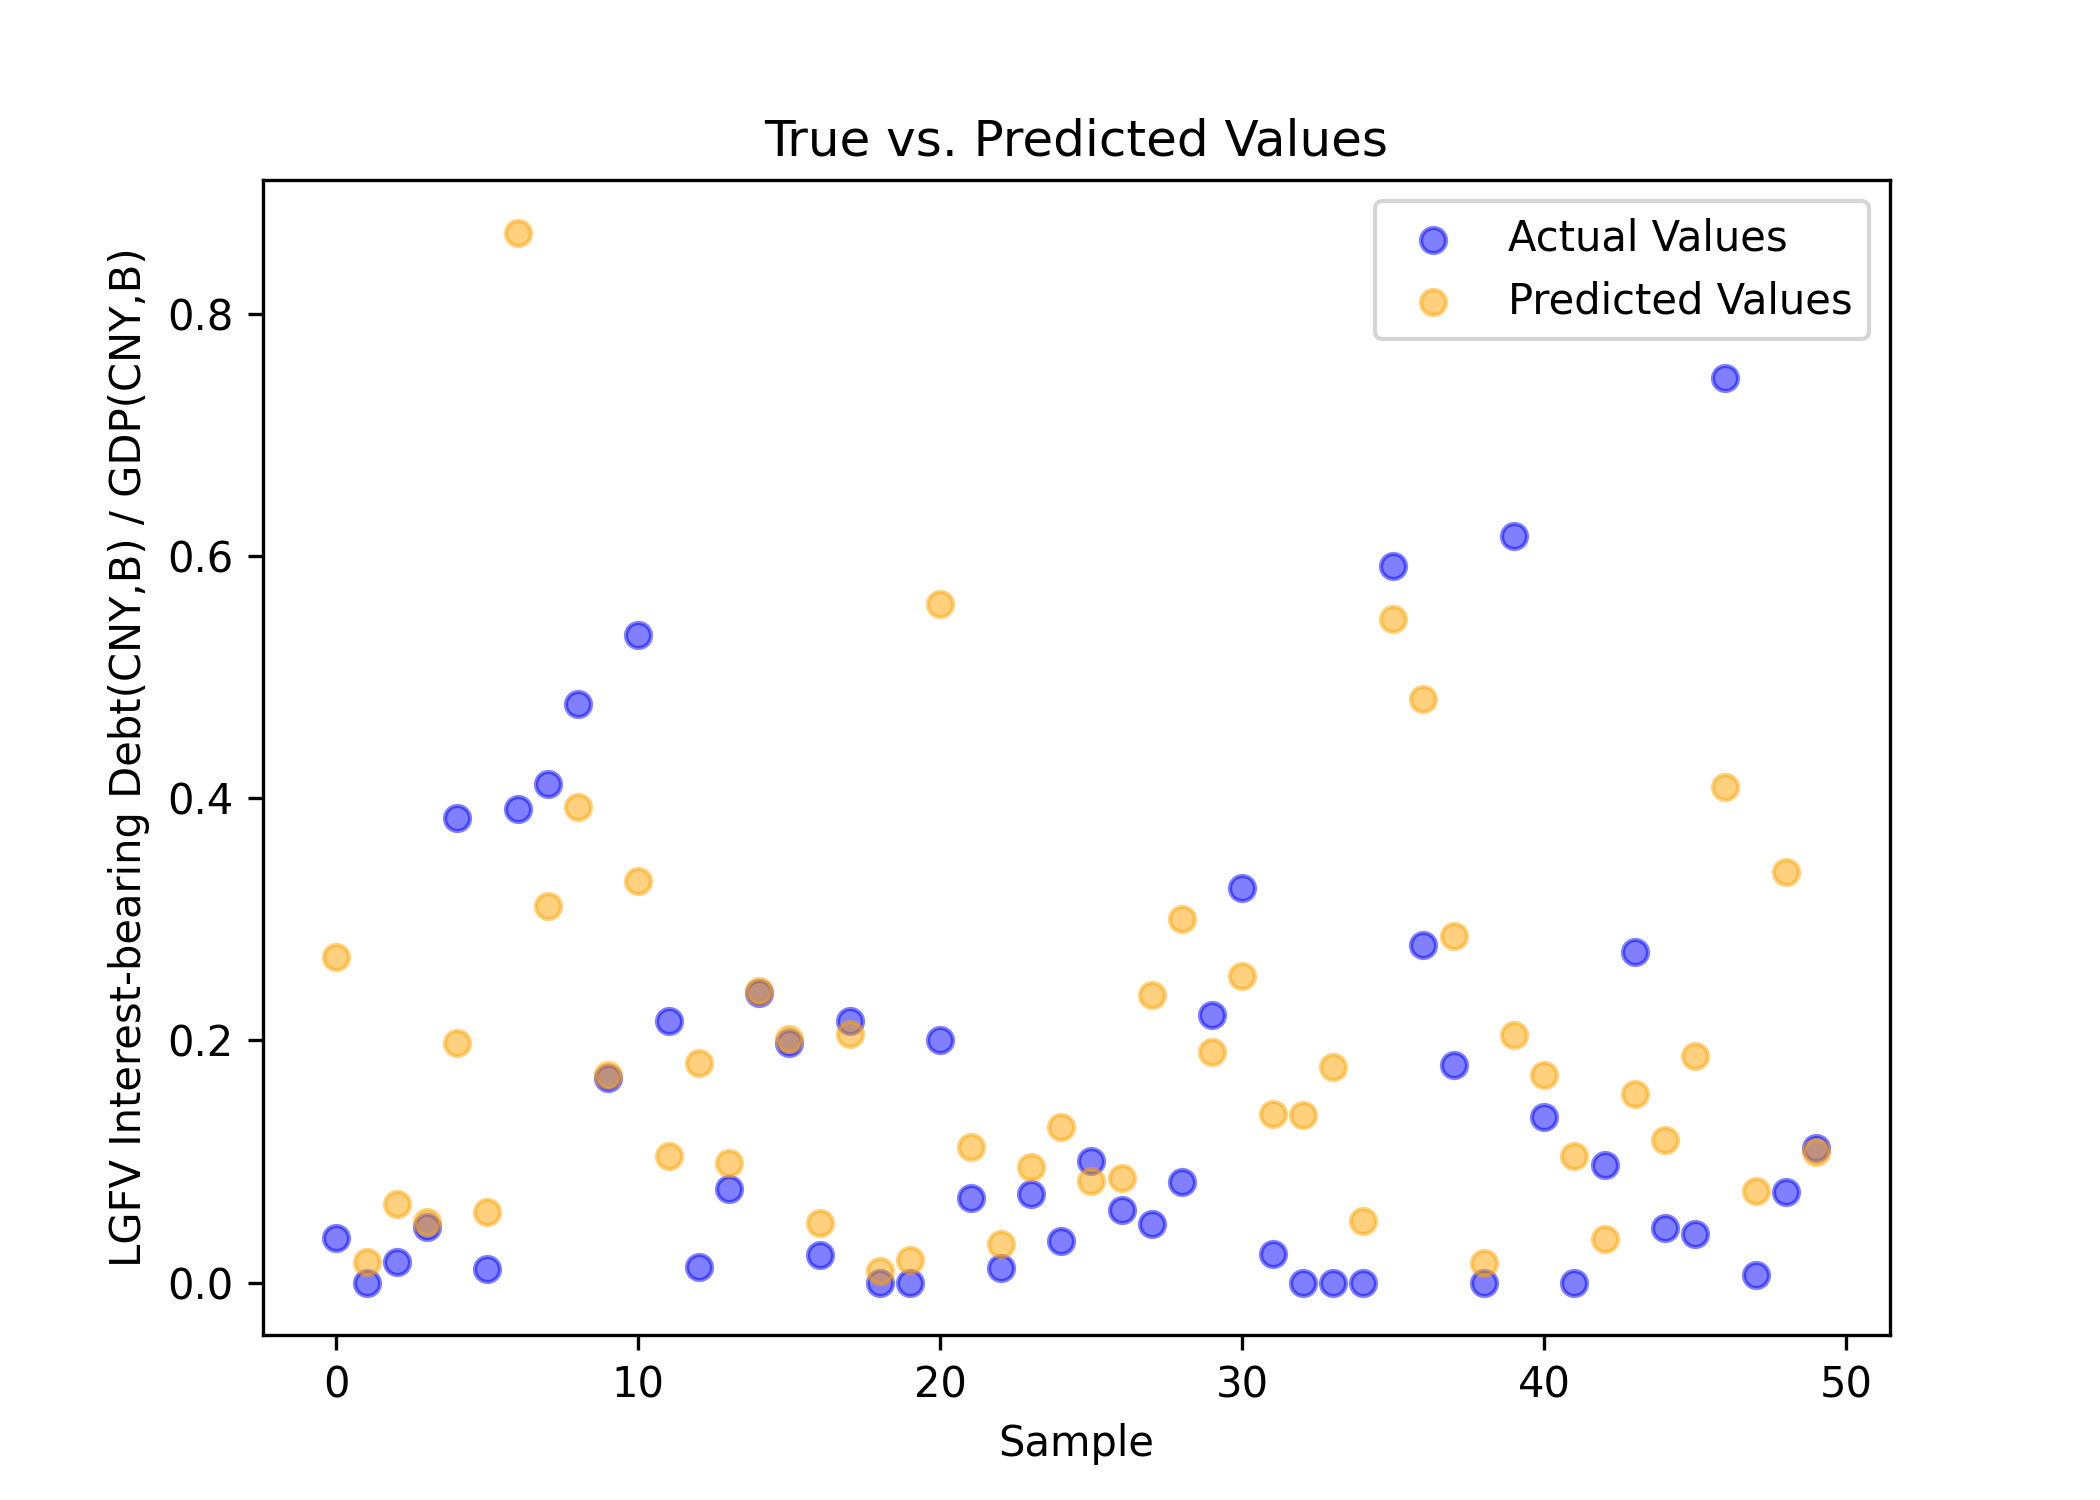 True vs. Predicted Values
Actual Values
Predicted Values
LGFV Interest-bearing Debt(CNY,B) / GDP(CNY,B)
0.8
0.6
0.4
0.2
0.0
0 10 20 30 40 50
Sample